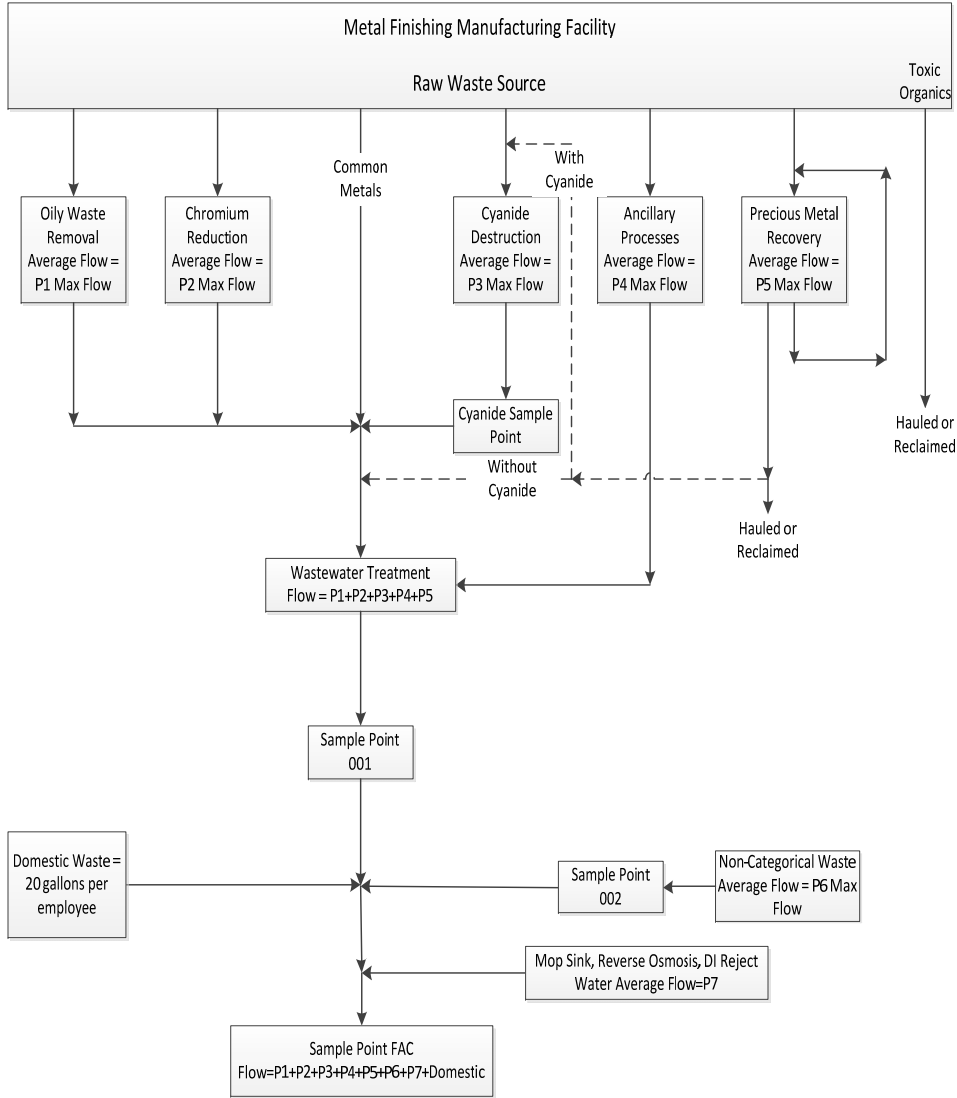 Metal Finishing Manufacturing Facility
Raw Waste Source
Toxic
Organics
Common
Metals
With
Cyanide
Oily Waste
Removal
Average Flow =
P1 Max Flow
Chromium
Reduction
Average Flow =
P2 Max Flow
Cyanide
Destruction
Average Flow =
P3 Max Flow
Ancillary
Processes
Average Flow =
P4 Max Flow
Precious Metal
Recovery
Average Flow =
P5 Max Flow
Cyanide Sample
Point
Hauled or
Reclaimed
Without
Cyanide
Hauled or
Reclaimed
Wastewater Treatment
Flow = P1+P2+P3+P4+P5
Sample Point
001
Domestic Waste =
20 gallons per
employee
Sample Point
002
Non-Categorical Waste
Average Flow = P6 Max
Flow
Mop Sink, Reverse Osmosis, DI Reject
Water Average Flow=P7
Sample Point FAC
Flow=P1+P2+P3+P4+P5+P6+P7+Domestic